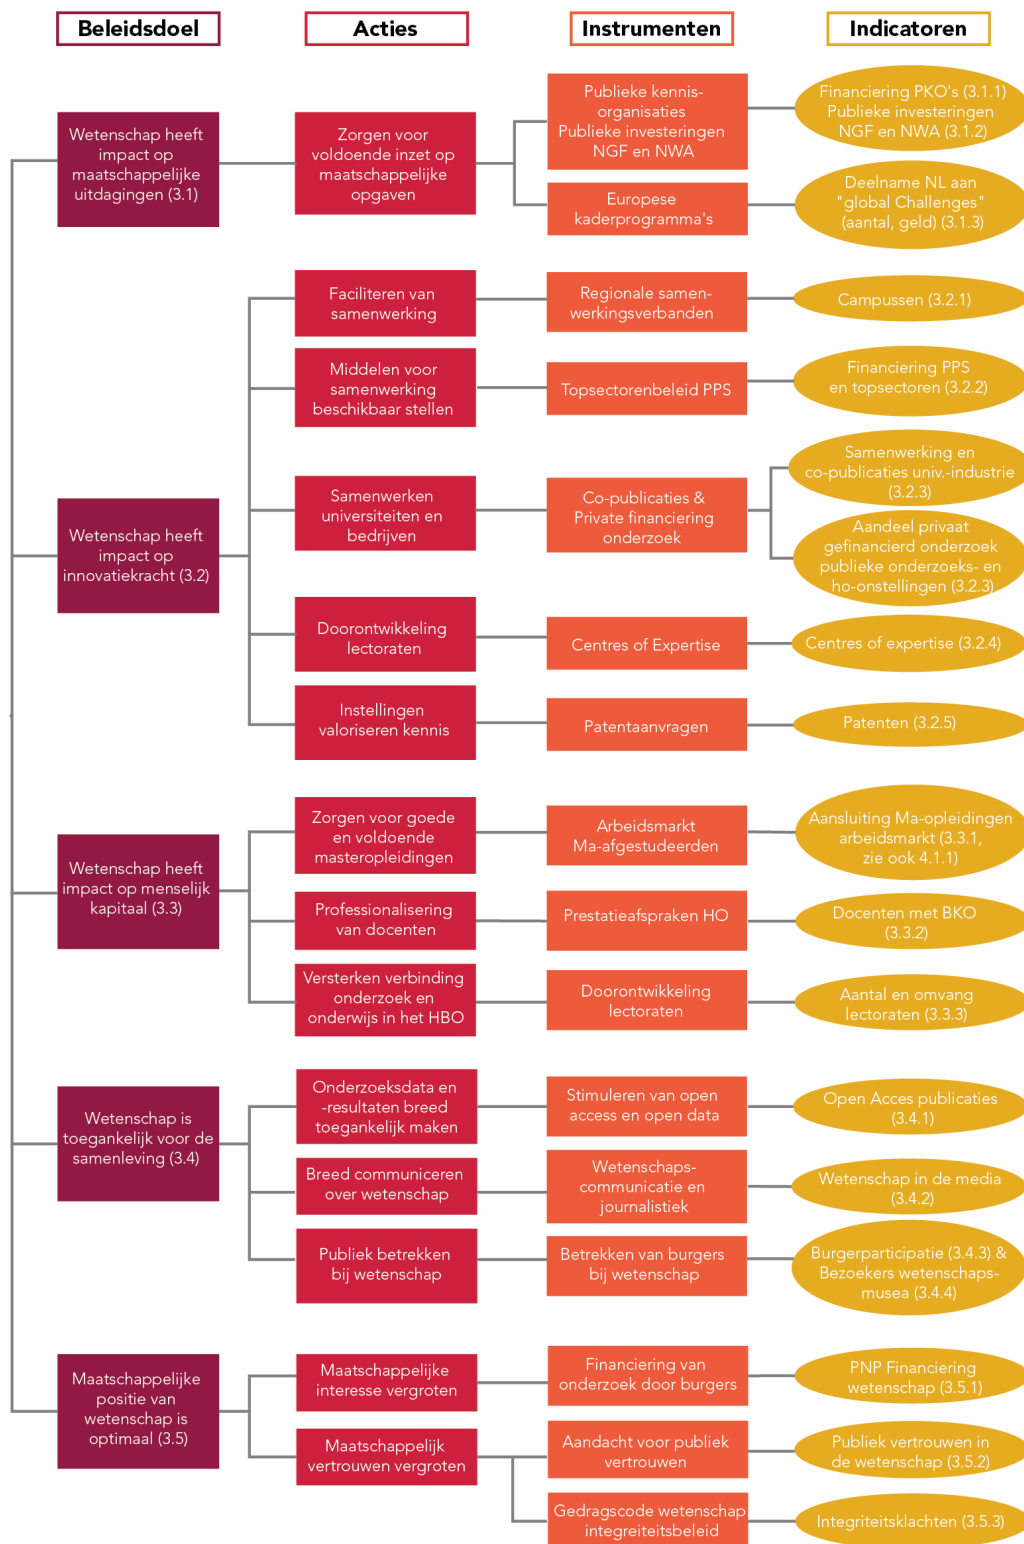 Beleidsdoel
Acties
Instrumenten
Indicatoren
Wetenschap heeft
impact op
maatschappelijke
uitdagingen (3.1)
Zorgen voor
voldoende inzet op
maatschappelijke
opgaven
Publieke kennis-
organisaties
Publieke investeringen
NGF en NWA
Financiering PKO's (3.1.1)
Publieke investeringen
NGF en NWA (3.1.2)
Europese
kaderprogramma's
Deelname NL aan
"global Challenges"
(aantal, geld) (3.1.3)
Wetenschap heeft
impact op
innovatiekracht (3.2)
Faciliteren van
samenwerking
Regionale samen-
werkingsverbanden
Campussen (3.2.1)
Middelen voor
samenwerking
beschikbaar stellen
Topsectorenbeleid PPS
Financiering PPS
en topsectoren (3.2.2)
Samenwerken
universiteiten en
bedrijven
Co-publicaties &
Private financiering
onderzoek
Samenwerking en
co-publicaties univ.-industrie
(3.2.3)
Aandeel privaat
gefinancierd onderzoek
publieke onderzoeks- en
ho-onstellingen (3.2.3)
Doorontwikkeling
lectoraten
Centres of Expertise
Centres of expertise (3.2.4)
Instellingen
valoriseren kennis
Patentaanvragen
Patenten (3.2.5)
Wetenschap heeft
impact op menselijk
kapitaal (3.3)
Zorgen voor goede
en voldoende
masteropleidingen
Arbeidsmarkt
Ma-afgestudeerden
Aansluiting Ma-opleidingen
arbeidsmarkt (3.3.1,
zie ook 4.1.1)
Professionalisering
van docenten
Prestatieafspraken HO
Docenten met BKO
(3.3.2)
Versterken verbinding
onderzoek en
onderwijs in het HBO
Doorontwikkeling
lectoraten
Aantal en omvang
lectoraten (3.3.3)
Wetenschap is
toegankelijk voor de
samenleving (3.4)
Onderzoeksdata en
-resultaten breed
toegankelijk maken
Stimuleren van open
access en open data
Open Acces publicaties
(3.4.1)
Breed communiceren
over wetenschap
Wetenschaps-
communicatie en
journalistiek
Wetenschap in de media
(3.4.2)
Publiek betrekken
bij wetenschap
Betrekken van burgers
bij wetenschap
Burgerparticipatie (3.4.3) &
Bezoekers wetenschaps-
musea (3.4.4)
Maatschappelijke
positie van
wetenschap is
optimaal (3.5)
Maatschappelijke
interesse vergroten
Financiering van
onderzoek door burgers
PNP Financiering
wetenschap (3.5.1)
Maatschappelijk
vertrouwen vergroten
Aandacht voor publiek
vertrouwen
Publiek vertrouwen in
de wetenschap (3.5.2)
Gedragscode wetenschap
integreiteitsbeleid
Integriteitsklachten (3.5.3)